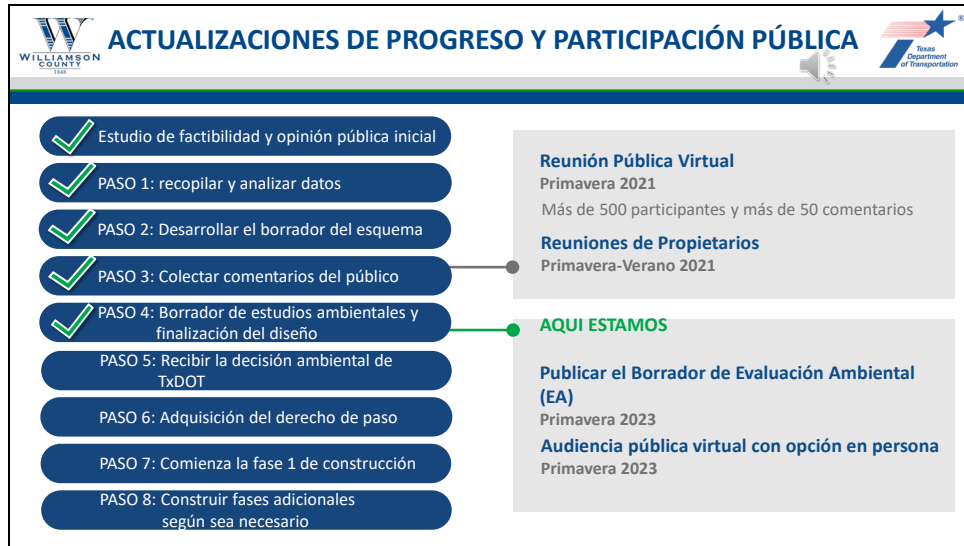 WILLIAMSON
COUNTY
1848
ACTUALIZACIONES DE PROGRESO Y PARTICIPACIÓN PÚBLICA
®
Texas
Department
of Transportation
Estudio de factibilidad y opinión pública inicial
PASO 1: recopilar y analizar datos
PASO 2: Desarrollar el borrador del esquema
PASO 3: Colectar comentarios del público
PASO 4: Borrador de estudios ambientales y
finalización del diseño
PASO 5: Recibir la decisión ambiental de
TxDOT
PASO 6: Adquisición del derecho de paso
PASO 7: Comienza la fase 1 de construcción
PASO 8: Construir fases adicionales
según sea necesario
Reunión Pública Virtual
Primavera 2021
Más de 500 participantes y más de 50 comentarios
Reuniones de Propietarios
Primavera-Verano 2021
AQUI ESTAMOS
Publicar el Borrador de Evaluación Ambiental
(EA)
Primavera 2023
Audiencia pública virtual con opción en persona
Primavera 2023